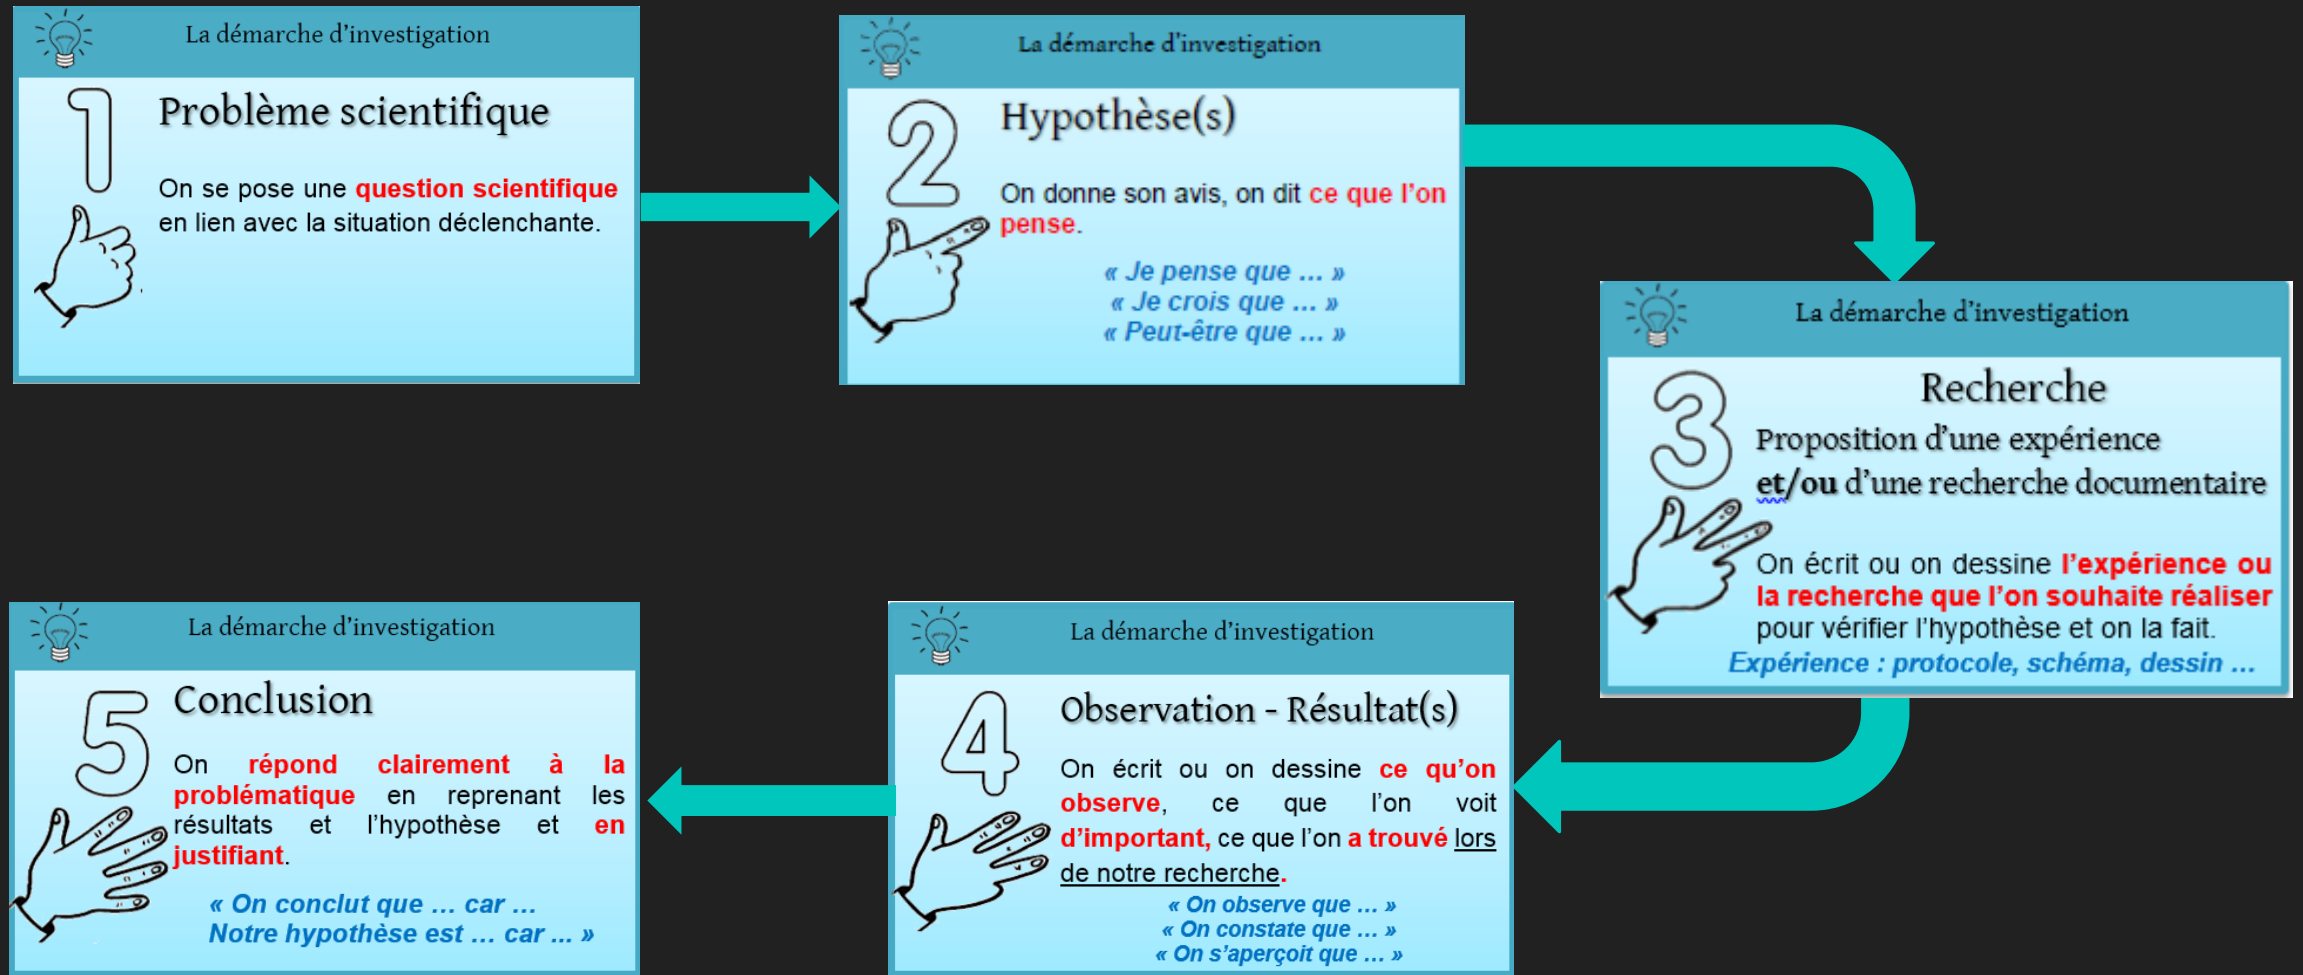 La démarche d'investigation
1
Problème scientifique
On se pose une question scientifique
en lien avec la situation déclenchante.
La démarche d'investigation
2
Hypothèse(s)
On donne son avis, on dit ce que l'on
pense.
« Je pense que ... »
« Je crois que ... »
« Peut-être que ... »
La démarche d'investigation
3
Recherche
Proposition d'une expérience
et/ou d'une recherche documentaire
On écrit ou on dessine l'expérience ou
la recherche que l'on souhaite réaliser
pour vérifier l'hypothèse et on la fait.
Expérience : protocole, schéma, dessin ...
La démarche d'investigation
4
Observation - Résultat(s)
On écrit ou on dessine ce qu'on
observe, ce que l'on voit
d'important, ce que l'on a trouvé lors
de notre recherche.
« On observe que ... »
« On constate que ... »
« On s'aperçoit que ... »
La démarche d'investigation
5
Conclusion
On répond clairement à la
problématique en reprenant les
résultats et l'hypothèse et en
justifiant.
« On conclut que ... car ...
Notre hypothèse est ... car ... »